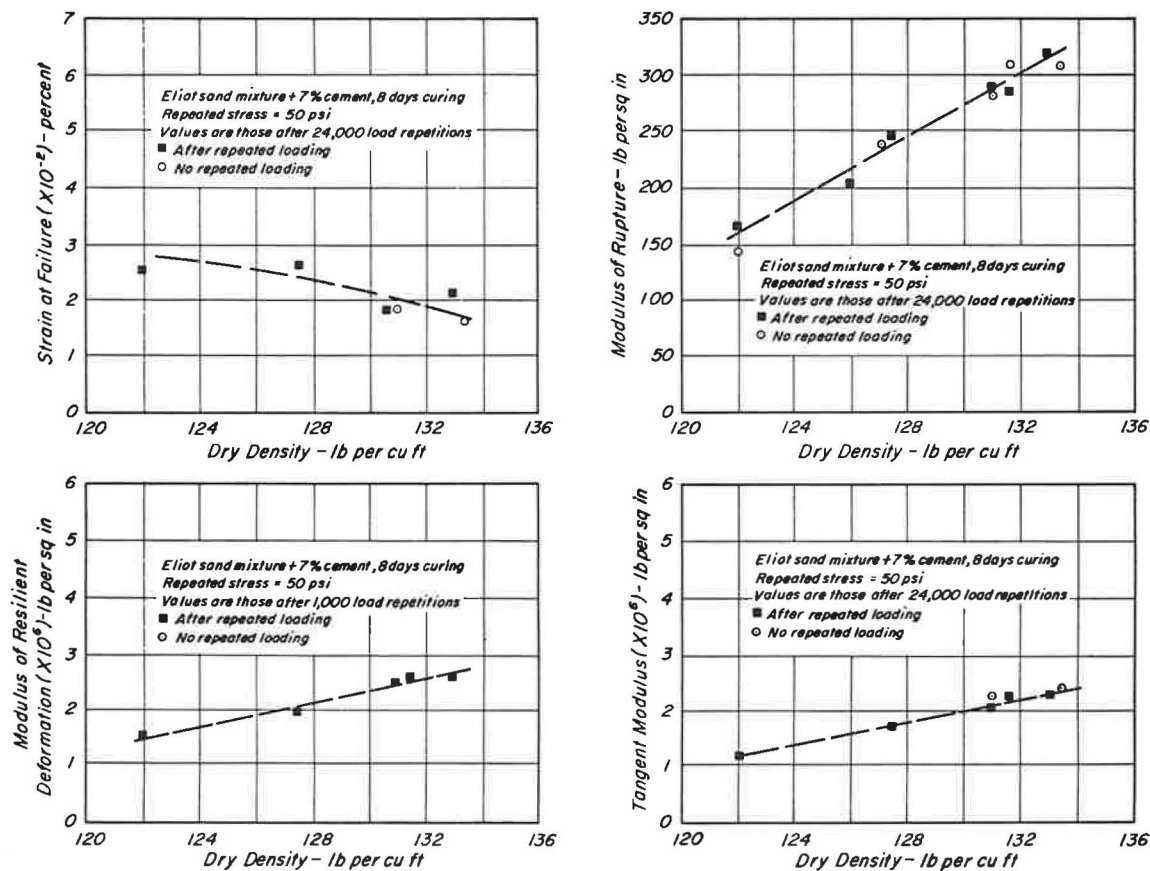 7
6
5
4
3
2
1
0
Strain at Failure (X10⁻²) - percent
Eliot sand mixture + 7% cement, 8 days curing
Repeated stress = 50 psi
Values are those after 24,000 load repetitions
■ After repeated loading
○ No repeated loading
120 124 128 132 136
Dry Density - lb per cu ft
350
300
250
200
150
100
50
0
Modulus of Rupture - lb per sq in
Eliot sand mixture + 7% cement, 8 days curing
Repeated stress = 50 psi
Values are those after 24,000 load repetitions
■ After repeated loading
○ No repeated loading
120 124 128 132 136
Dry Density - lb per cu ft
6
5
4
3
2
1
0
Modulus of Resilient
Deformation (X10⁶) - lb per sq in
Eliot sand mixture + 7% cement, 8 days curing
Repeated stress = 50 psi
Values are those after 1,000 load repetitions
■ After repeated loading
○ No repeated loading
120 124 128 132 136
Dry Density - lb per cu ft
6
5
4
3
2
1
0
Tangent Modulus (X10⁶) - lb per sq in
Eliot sand mixture + 7% cement, 8 days curing
Repeated stress = 50 psi
Values are those after 24,000 load repetitions
■ After repeated loading
○ No repeated loading
120 124 128 132 136
Dry Density - lb per cu ft